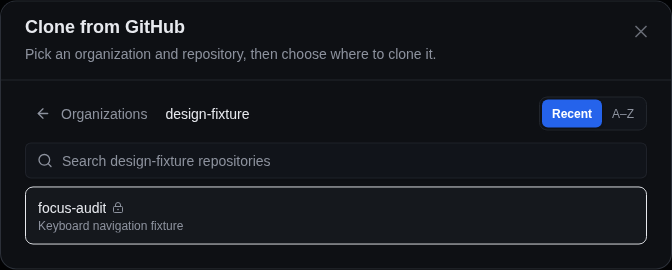 Clone from GitHub
Pick an organization and repository, then choose where to clone it.
Organizations design-fixture Recent A–Z
Search design-fixture repositories
focus-audit
Keyboard navigation fixture